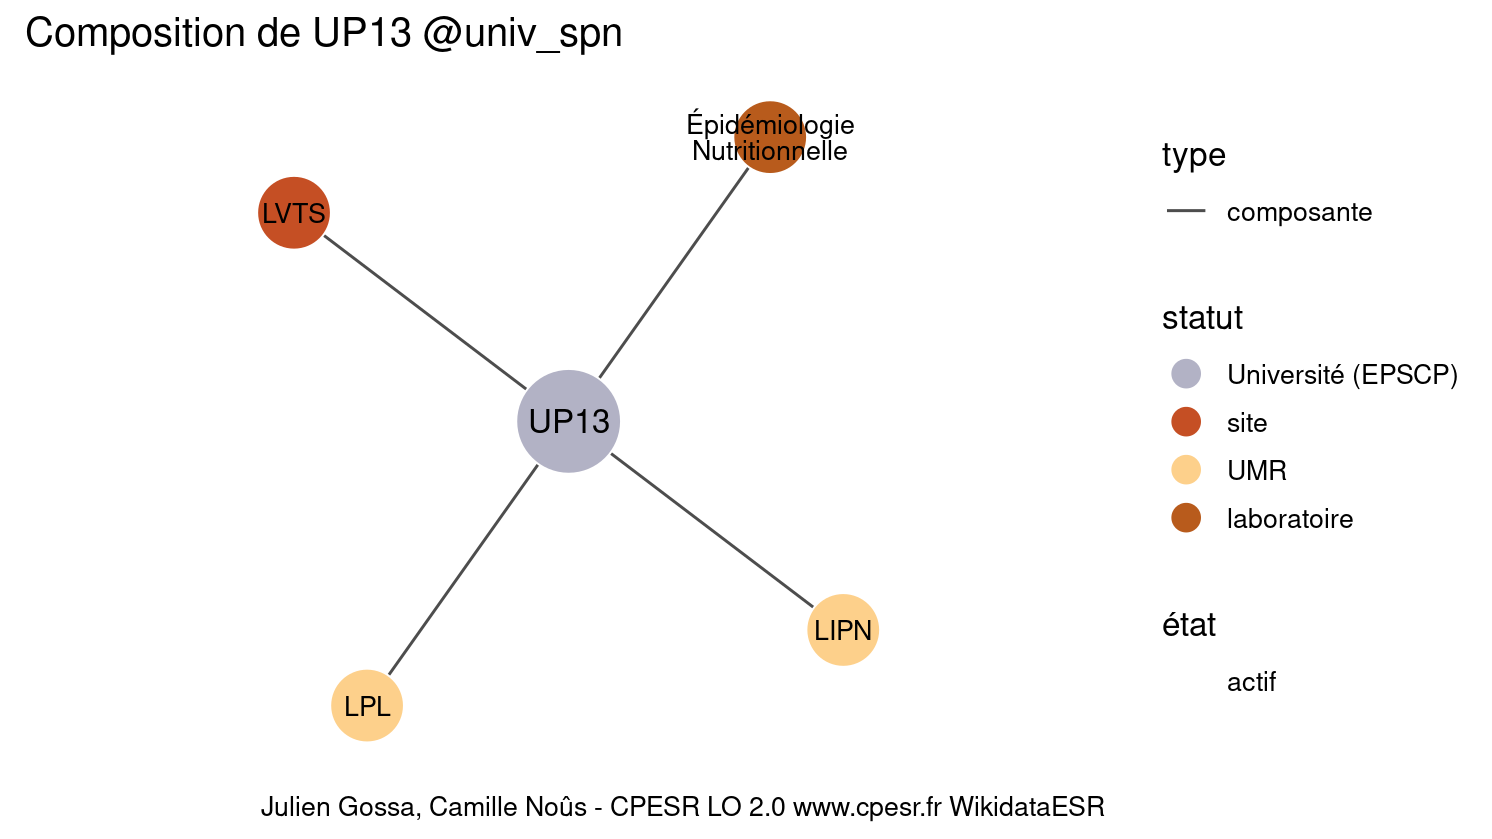 Composition de UP13 @univ_spn
Épidémiologie
Nutritionnelle
LVTS
UP13
LIPN
LPL
type
composante
statut
Université (EPSCP)
site
UMR
laboratoire
état
actif
Julien Gossa, Camille Noûs - CPESR LO 2.0 www.cpesr.fr WikidataESR